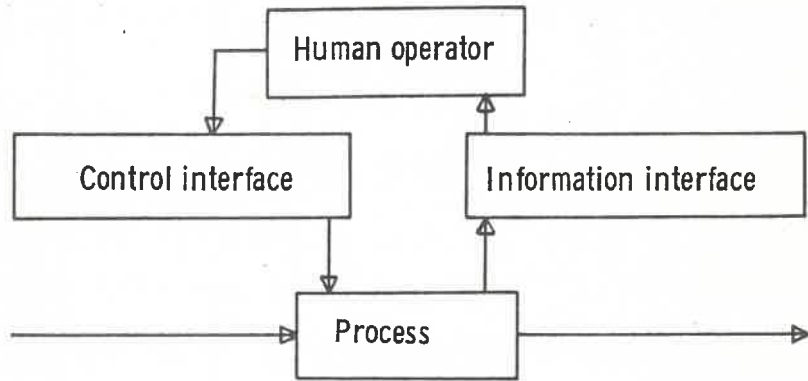 Human operator
Control interface
Information interface
Process